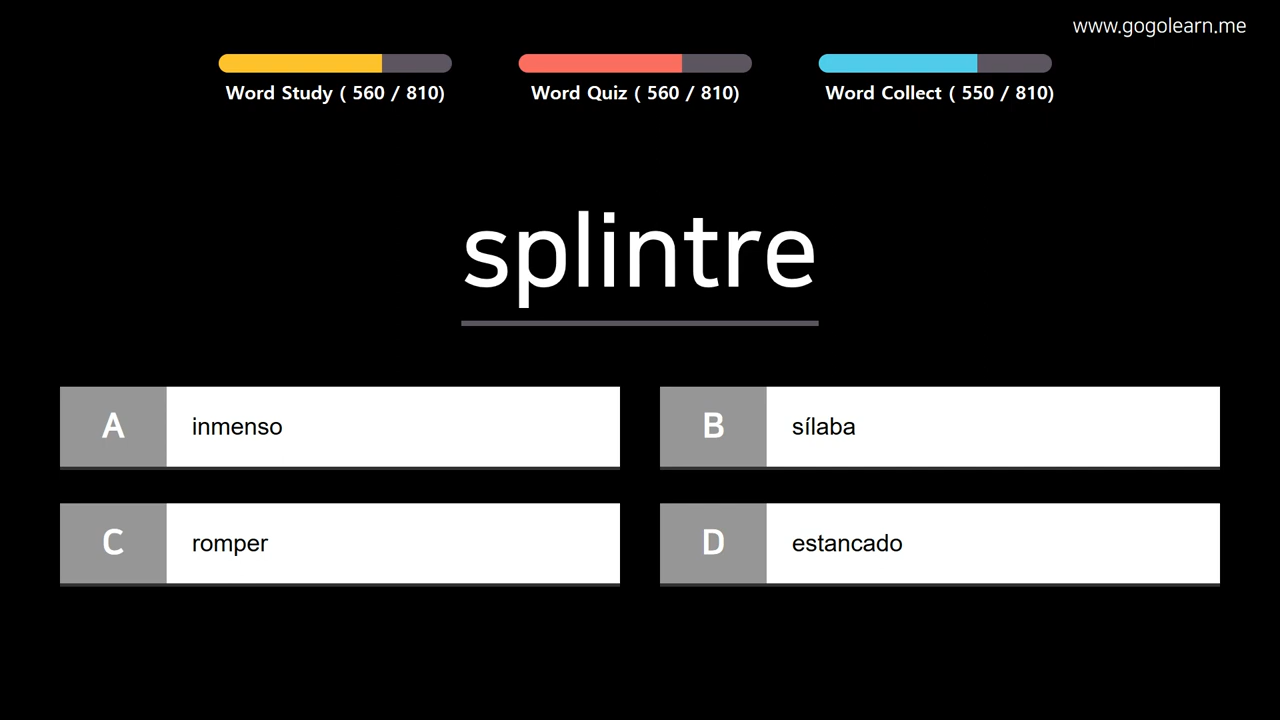 www.gogolearn.me
Word Study ( 560 / 810)
Word Quiz ( 560 / 810)
Word Collect ( 550 / 810)
splintre
A inmenso
B sílaba
C romper
D estancado